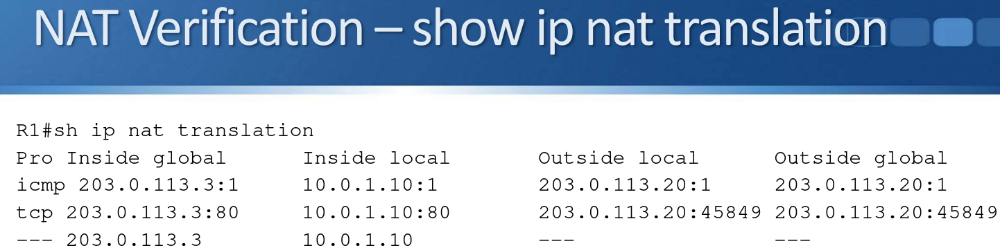 NAT Verification – show ip nat translation
R1#sh ip nat translation
Pro Inside global Inside local Outside local Outside global
icmp 203.0.113.3:1 10.0.1.10:1 203.0.113.20:1 203.0.113.20:1
tcp 203.0.113.3:80 10.0.1.10:80 203.0.113.20:45849 203.0.113.20:45849
--- 203.0.113.3 10.0.1.10 --- ---